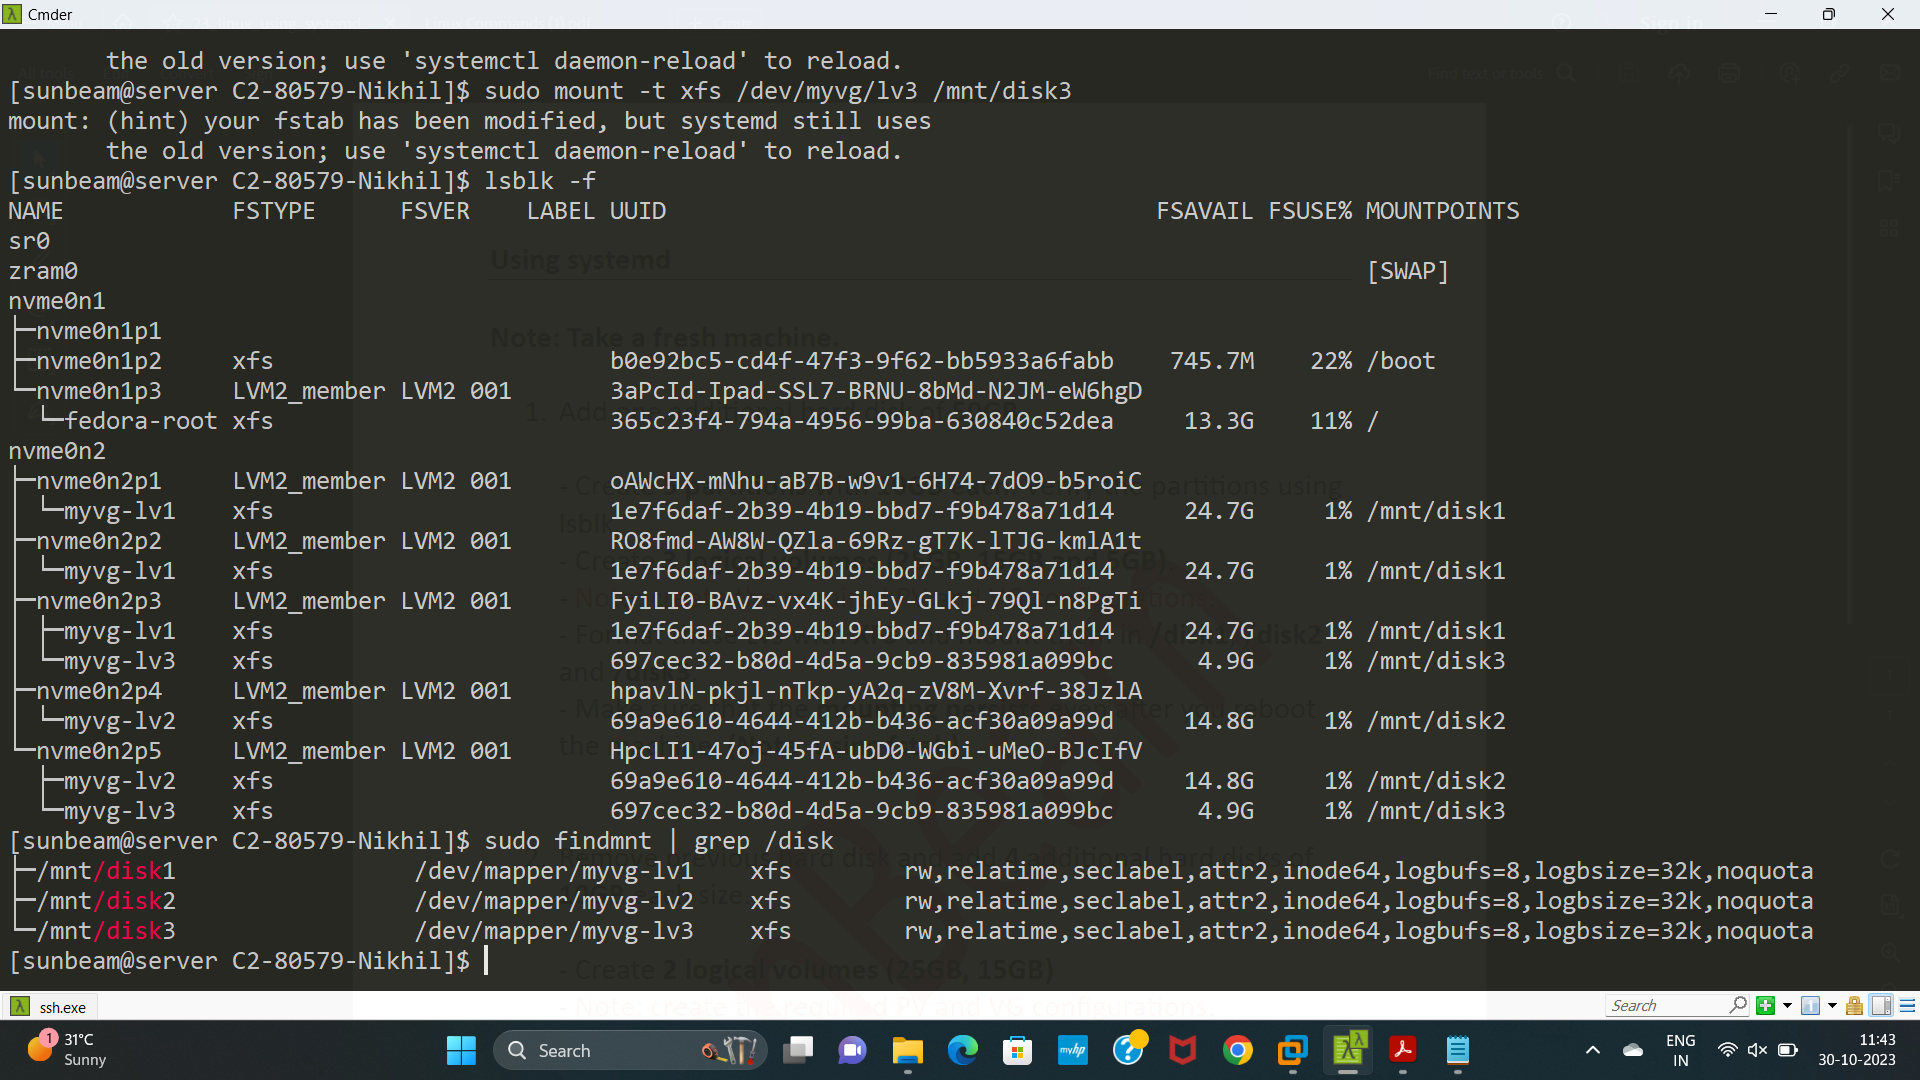 Cmder
the old version; use 'systemctl daemon-reload' to reload.
[sunbeam@server C2-80579-Nikhil]$ sudo mount -t xfs /dev/myvg/lv3 /mnt/disk3
mount: (hint) your fstab has been modified, but systemd still uses
the old version; use 'systemctl daemon-reload' to reload.
[sunbeam@server C2-80579-Nikhil]$ lsblk -f
NAME FSTYPE FSVER LABEL UUID FSAVAIL FSUSE% MOUNTPOINTS
sr0
zram0 [SWAP]
nvme0n1
├─nvme0n1p1
├─nvme0n1p2 xfs b0e92bc5-cd4f-47f3-9f62-bb5933a6fabb 745.7M 22% /boot
└─nvme0n1p3 LVM2_member LVM2 001 3aPcId-Ipad-SSL7-BRNU-8bMd-N2JM-eW6hgD
└─fedora-root xfs 365c23f4-794a-4956-99ba-630840c52dea 13.3G 11% /
nvme0n2
├─nvme0n2p1 LVM2_member LVM2 001 oAWcHX-mNhu-aB7B-w9v1-6H74-7dO9-b5roiC
│ └─myvg-lv1 xfs 1e7f6daf-2b39-4b19-bbd7-f9b478a71d14 24.7G 1% /mnt/disk1
├─nvme0n2p2 LVM2_member LVM2 001 RO8fmd-AW8W-QZla-69Rz-gT7K-lTJG-kmlA1t
│ └─myvg-lv1 xfs 1e7f6daf-2b39-4b19-bbd7-f9b478a71d14 24.7G 1% /mnt/disk1
├─nvme0n2p3 LVM2_member LVM2 001 FyiLI0-BAvz-vx4K-jhEy-GLkj-79Ql-n8PgTi
│ ├─myvg-lv1 xfs 1e7f6daf-2b39-4b19-bbd7-f9b478a71d14 24.7G 1% /mnt/disk1
│ └─myvg-lv3 xfs 697cec32-b80d-4d5a-9cb9-835981a099bc 4.9G 1% /mnt/disk3
├─nvme0n2p4 LVM2_member LVM2 001 hpavlN-pkjl-nTkp-yA2q-zV8M-Xvrf-38JzlA
│ └─myvg-lv2 xfs 69a9e610-4644-412b-b436-acf30a09a99d 14.8G 1% /mnt/disk2
└─nvme0n2p5 LVM2_member LVM2 001 HpcLI1-47oj-45fA-ubD0-WGbi-uMeO-BJcIfV
├─myvg-lv2 xfs 69a9e610-4644-412b-b436-acf30a09a99d 14.8G 1% /mnt/disk2
└─myvg-lv3 xfs 697cec32-b80d-4d5a-9cb9-835981a099bc 4.9G 1% /mnt/disk3
[sunbeam@server C2-80579-Nikhil]$ sudo findmnt | grep /disk
├─/mnt/disk1 /dev/mapper/myvg-lv1 xfs rw,relatime,seclabel,attr2,inode64,logbufs=8,logbsize=32k,noquota
├─/mnt/disk2 /dev/mapper/myvg-lv2 xfs rw,relatime,seclabel,attr2,inode64,logbufs=8,logbsize=32k,noquota
└─/mnt/disk3 /dev/mapper/myvg-lv3 xfs rw,relatime,seclabel,attr2,inode64,logbufs=8,logbsize=32k,noquota
[sunbeam@server C2-80579-Nikhil]$
Using systemd
Note: Take a fresh machine.
- Create 2 logical volumes (25GB, 15GB)
ssh.exe
Search
1
31°C
Sunny
Search
myhp
ENG
IN
11:43
30-10-2023